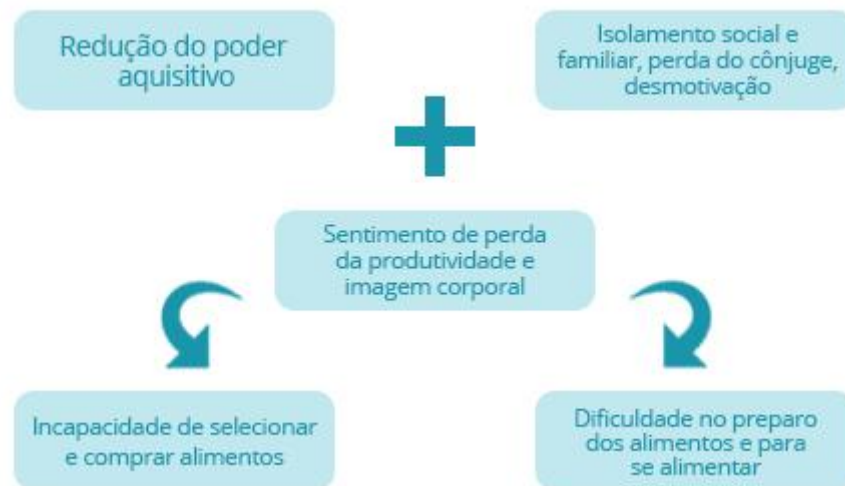 Redução do poder
aquisitivo
Isolamento social e
familiar, perda do cônjuge,
desmotivação
Sentimento de perda
da produtividade e
imagem corporal
Incapacidade de selecionar
e comprar alimentos
Dificuldade no preparo
dos alimentos e para
se alimentar